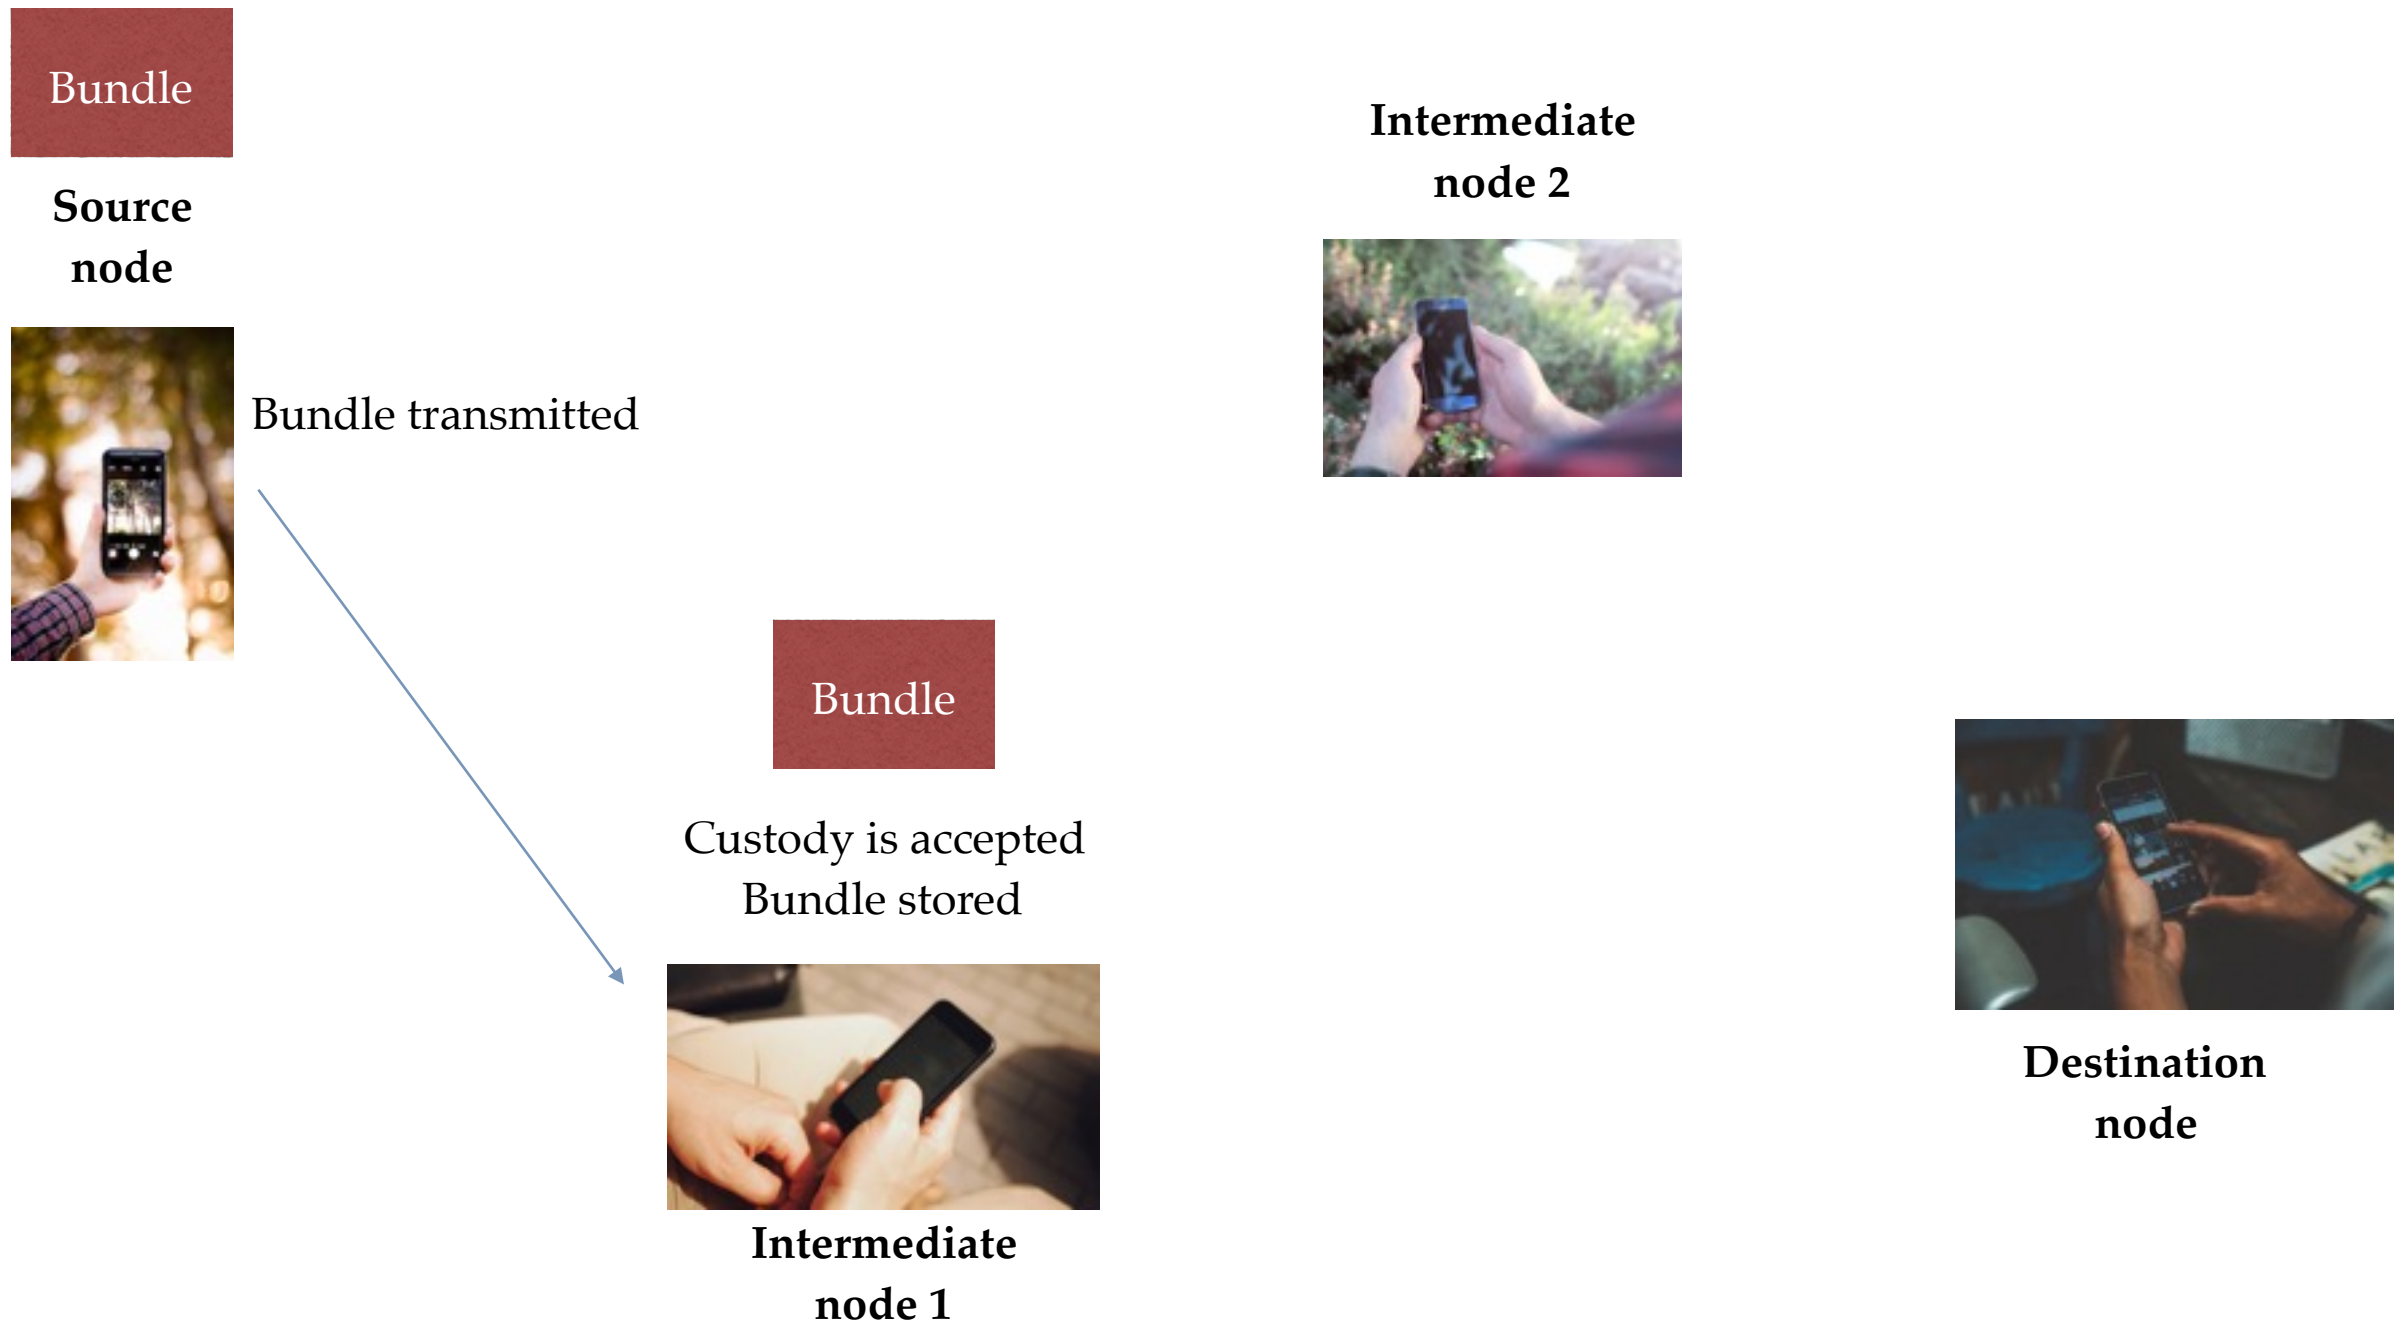 Bundle
Source
node
Bundle transmitted
Intermediate
node 2
Bundle
Custody is accepted
Bundle stored
Intermediate
node 1
Destination
node